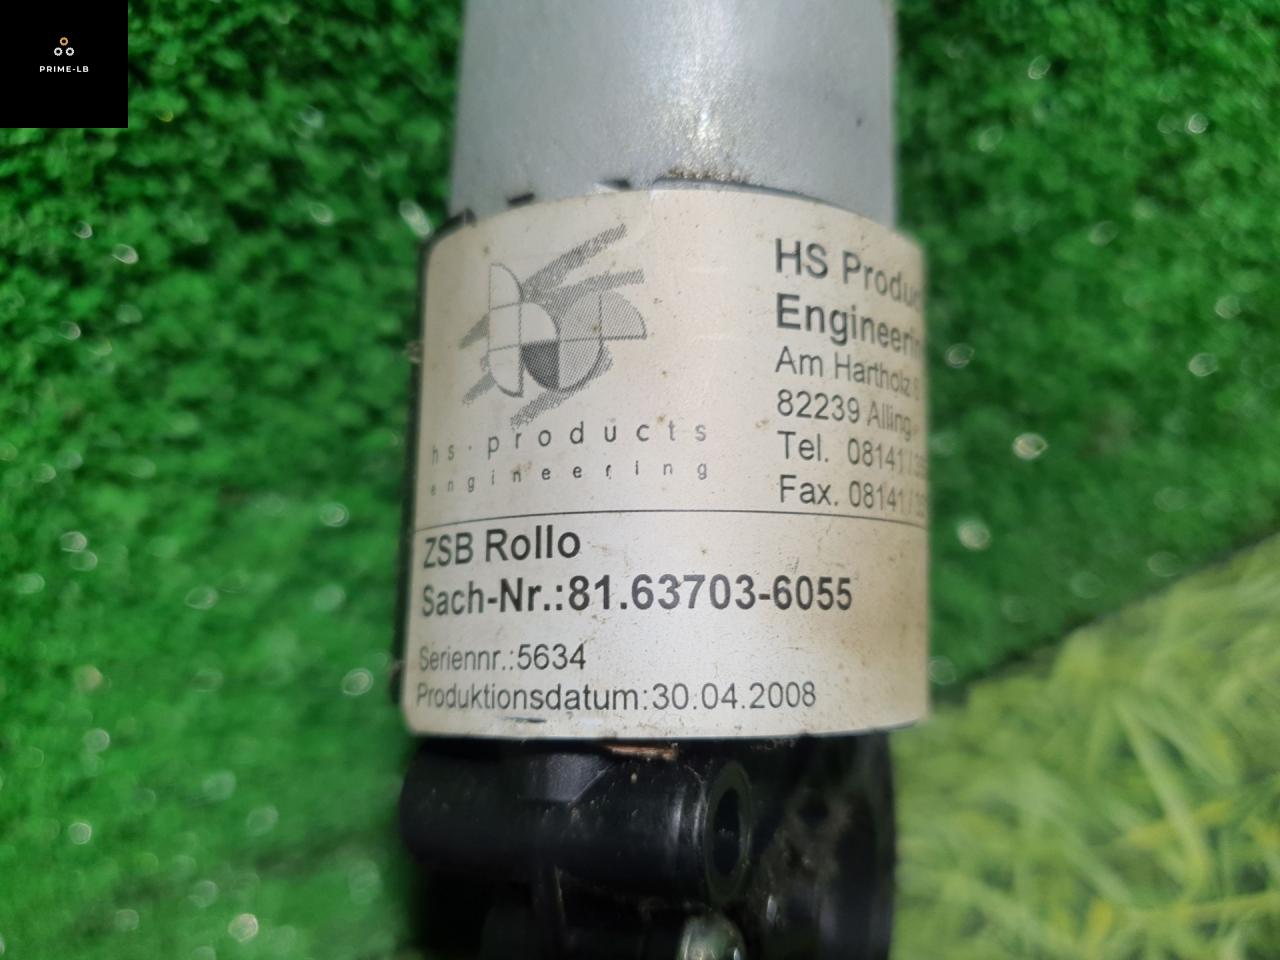 PRIME-LB
HS Produc
Engineerin
Am Hartholz
82239 Alling
Tel. 08141/
Fax. 08141/
hs·products
engineering
ZSB Rollo
Sach-Nr.:81.63703-6055
Seriennr.:5634
Produktionsdatum:30.04.2008